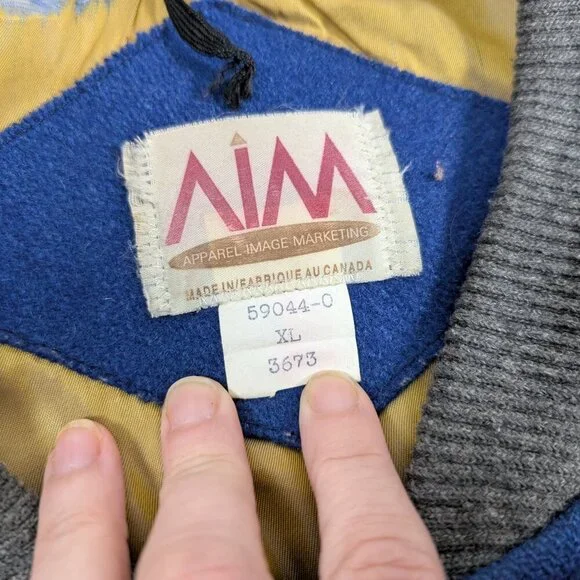 AIM
APPAREL·IMAGE·MARKETING
MADE IN/FABRIQUE AU CANADA
59044-0
XL
3673